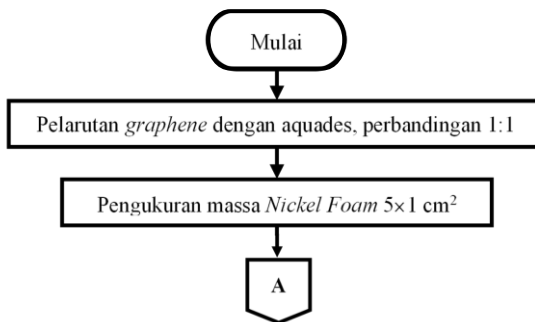 Mulai
Pelarutan graphene dengan aquades, perbandingan 1:1
Pengukuran massa Nickel Foam 5×1 cm²
A